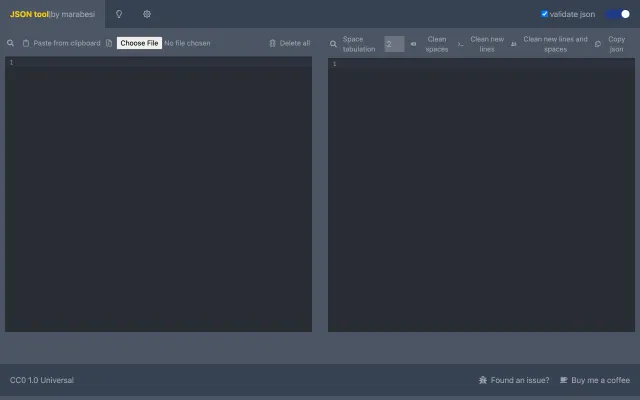 JSON tool|by marabesi
validate json
Paste from clipboard
Choose File No file chosen
Delete all
Space tabulation
2
Clean spaces
Clean new lines
Clean new lines and spaces
Copy json
1
1
CC0 1.0 Universal
Found an issue?
Buy me a coffee